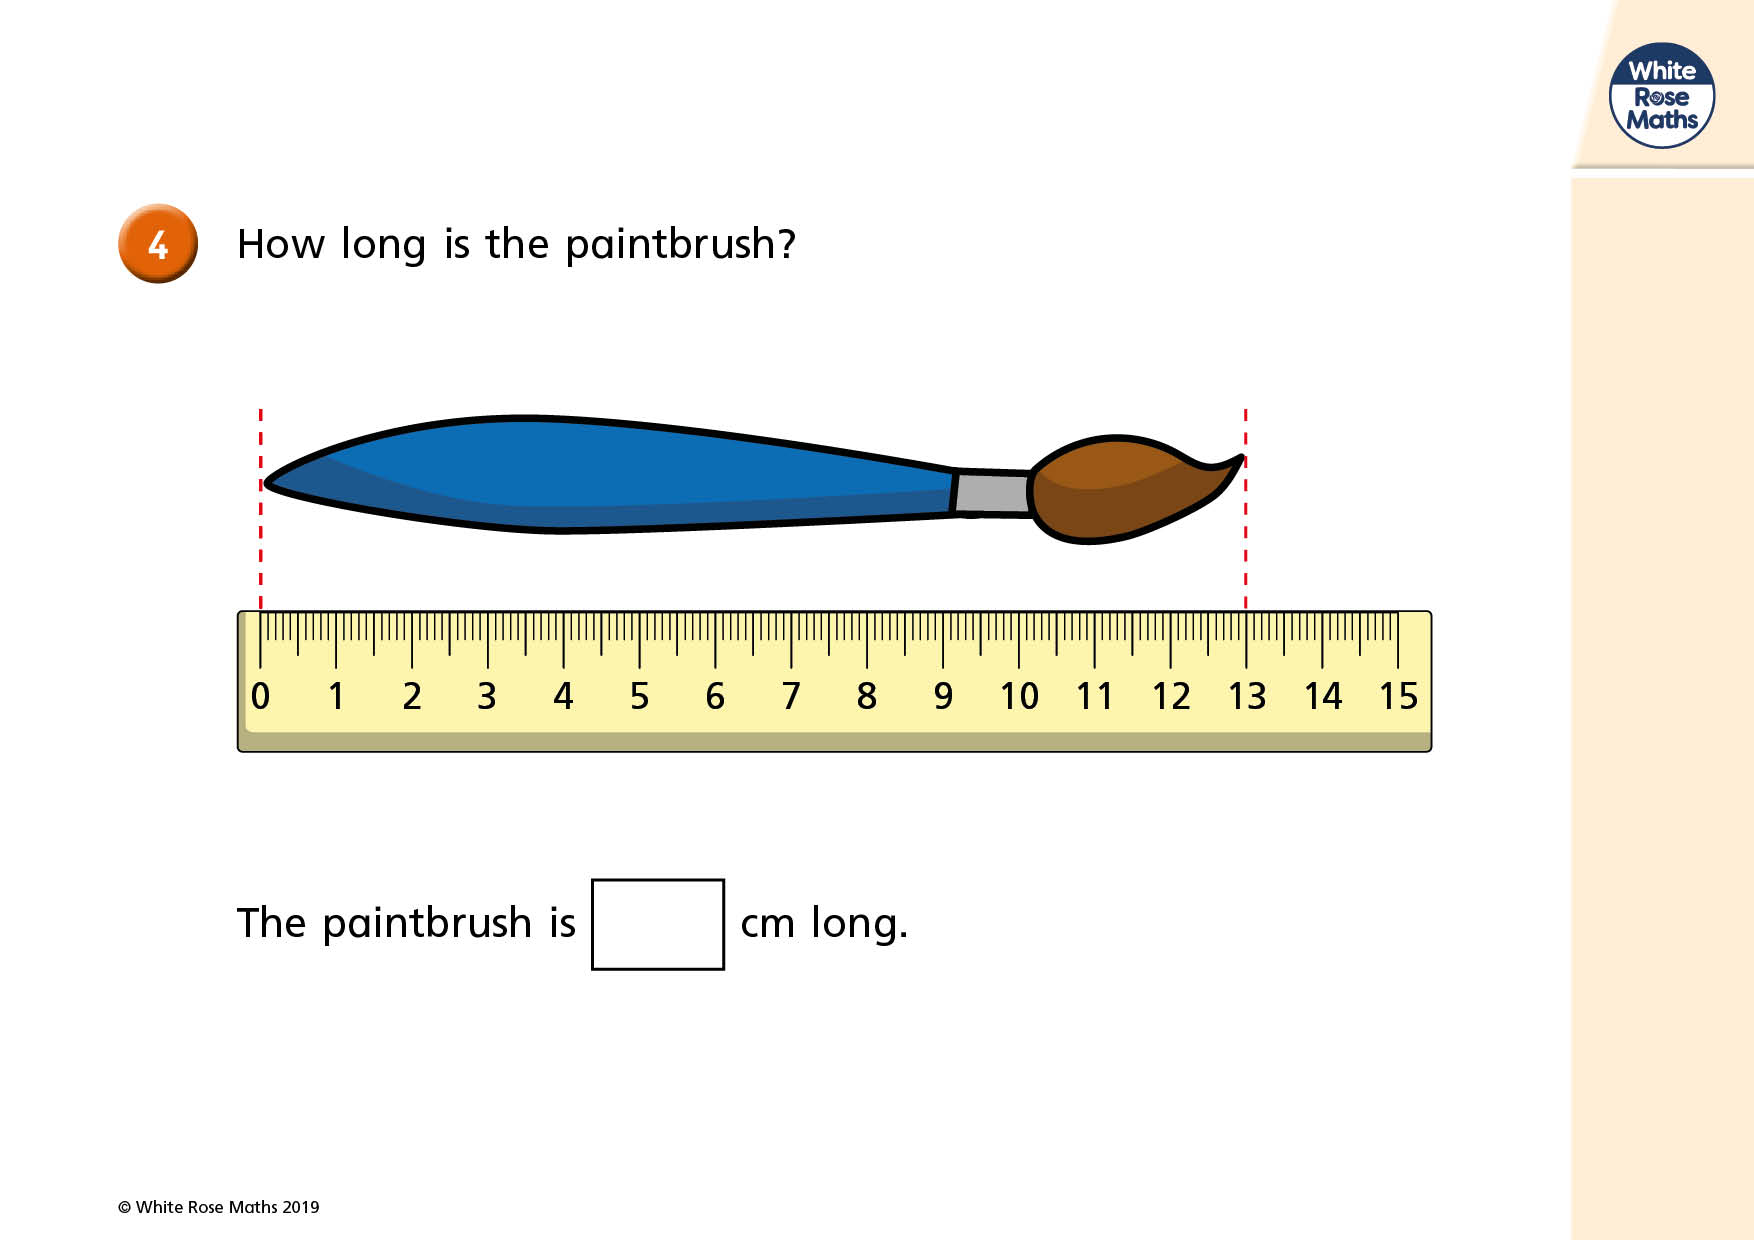 White
Rose
Maths
4 How long is the paintbrush?
0 1 2 3 4 5 6 7 8 9 10 11 12 13 14 15
The paintbrush is cm long.
© White Rose Maths 2019